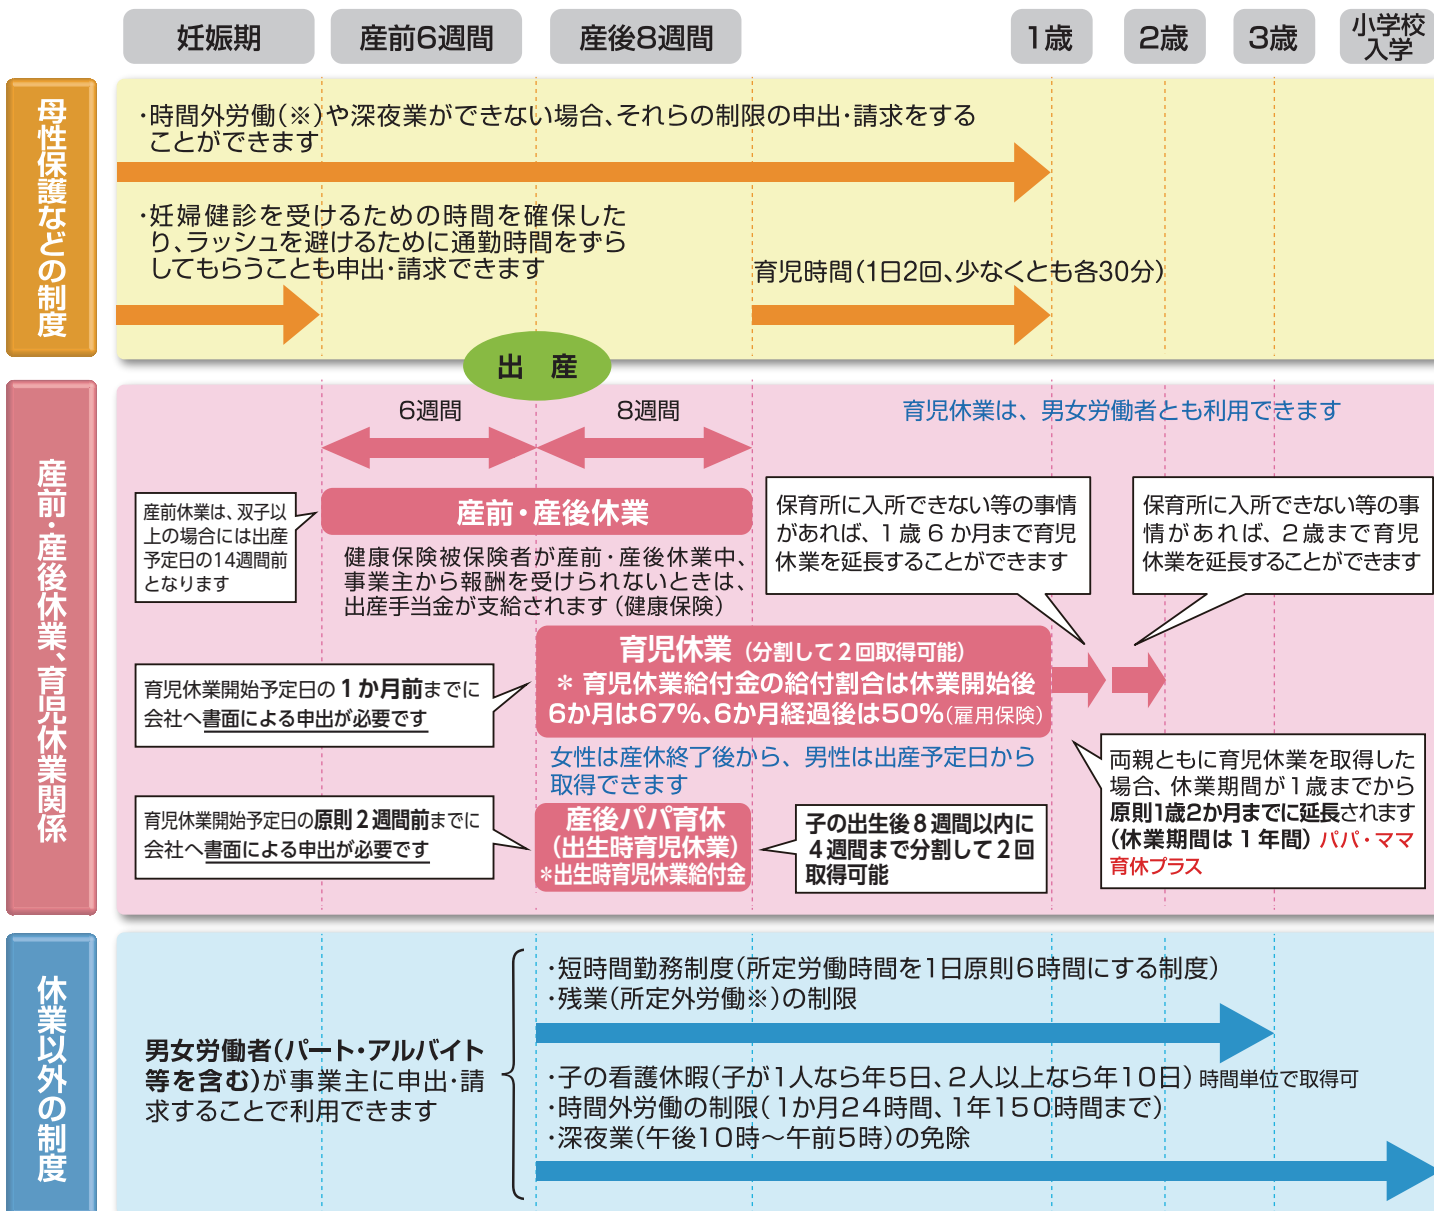 妊娠期
産前6週間
産後8週間
1歳
2歳
3歳
小学校
入学
母性保護などの制度
・時間外労働(※)や深夜業ができない場合、それらの制限の申出・請求をする
ことができます
・妊婦健診を受けるための時間を確保した
り、ラッシュを避けるために通勤時間をずら
してもらうことも申出・請求できます
育児時間(1日2回、少なくとも各30分)
出 産
産前・産後休業、育児休業関係
6週間
8週間
育児休業は、男女労働者とも利用できます
産前休業は、双子以
上の場合には出産
予定日の14週間前
となります
産前・産後休業
健康保険被保険者が産前・産後休業中、
事業主から報酬を受けられないときは、
出産手当金が支給されます(健康保険)
保育所に入所できない等の事情
があれば、1歳6か月まで育児
休業を延長することができます
保育所に入所できない等の事
情があれば、2歳まで育児
休業を延長することができます
育児休業開始予定日の1か月前までに
会社へ書面による申出が必要です
育児休業(分割して2回取得可能)
＊ 育児休業給付金の給付割合は休業開始後
6か月は67%、6か月経過後は50%(雇用保険)
女性は産休終了後から、男性は出産予定日から
取得できます
育児休業開始予定日の原則2週間前までに
会社へ書面による申出が必要です
産後パパ育休
(出生時育児休業)
＊出生時育児休業給付金
子の出生後8週間以内に
4週間まで分割して2回
取得可能
両親ともに育児休業を取得した
場合、休業期間が1歳までから
原則1歳2か月までに延長されます
(休業期間は1年間) パパ・ママ
育休プラス
休業以外の制度
男女労働者(パート・アルバイト
等を含む)が事業主に申出・請
求することで利用できます
・短時間勤務制度(所定労働時間を1日原則6時間にする制度)
・残業(所定外労働※)の制限
・子の看護休暇(子が1人なら年5日、2人以上なら年10日) 時間単位で取得可
・時間外労働の制限(1か月24時間、1年150時間まで)
・深夜業(午後10時～午前5時)の免除